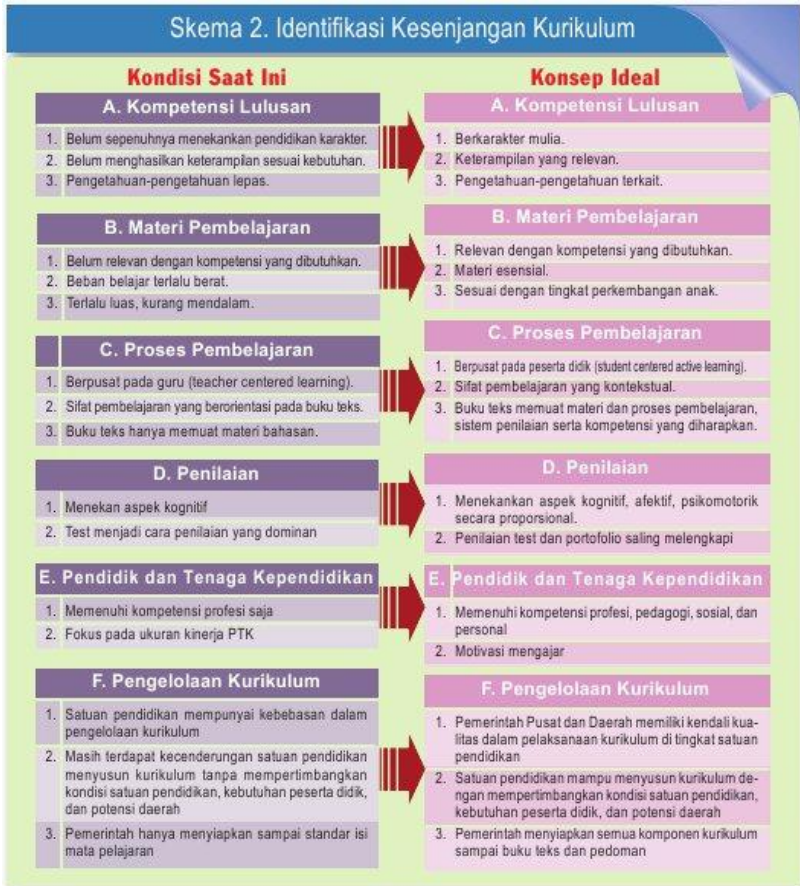 Skema 2. Identifikasi Kesenjangan Kurikulum
Kondisi Saat Ini
Konsep Ideal
A. Kompetensi Lulusan
1. Belum sepenuhnya menekankan pendidikan karakter.
2. Belum menghasilkan keterampilan sesuai kebutuhan.
3. Pengetahuan-pengetahuan lepas.
A. Kompetensi Lulusan
1. Berkarakter mulia.
2. Keterampilan yang relevan.
3. Pengetahuan-pengetahuan terkait.
B. Materi Pembelajaran
1. Belum relevan dengan kompetensi yang dibutuhkan.
2. Beban belajar terlalu berat.
3. Terlalu luas, kurang mendalam.
B. Materi Pembelajaran
1. Relevan dengan kompetensi yang dibutuhkan.
2. Materi esensial.
3. Sesuai dengan tingkat perkembangan anak.
C. Proses Pembelajaran
1. Berpusat pada guru (teacher centered learning).
2. Sifat pembelajaran yang berorientasi pada buku teks.
3. Buku teks hanya memuat materi bahasan.
C. Proses Pembelajaran
1. Berpusat pada peserta didik (student centered active learning).
2. Sifat pembelajaran yang kontekstual.
3. Buku teks memuat materi dan proses pembelajaran,
sistem penilaian serta kompetensi yang diharapkan.
D. Penilaian
1. Menekan aspek kognitif
2. Test menjadi cara penilaian yang dominan
D. Penilaian
1. Menekankan aspek kognitif, afektif, psikomotorik
secara proporsional.
2. Penilaian test dan portofolio saling melengkapi
E. Pendidik dan Tenaga Kependidikan
1. Memenuhi kompetensi profesi saja
2. Fokus pada ukuran kinerja PTK
E. Pendidik dan Tenaga Kependidikan
1. Memenuhi kompetensi profesi, pedagogi, sosial, dan
personal
2. Motivasi mengajar
F. Pengelolaan Kurikulum
1. Satuan pendidikan mempunyai kebebasan dalam
pengelolaan kurikulum
2. Masih terdapat kecenderungan satuan pendidikan
menyusun kurikulum tanpa mempertimbangkan
kondisi satuan pendidikan, kebutuhan peserta didik,
dan potensi daerah
3. Pemerintah hanya menyiapkan sampai standar isi
mata pelajaran
F. Pengelolaan Kurikulum
1. Pemerintah Pusat dan Daerah memiliki kendali kua-
litas dalam pelaksanaan kurikulum di tingkat satuan
pendidikan
2. Satuan pendidikan mampu menyusun kurikulum de-
ngan mempertimbangkan kondisi satuan pendidikan,
kebutuhan peserta didik, dan potensi daerah
3. Pemerintah menyiapkan semua komponen kurikulum
sampai buku teks dan pedoman